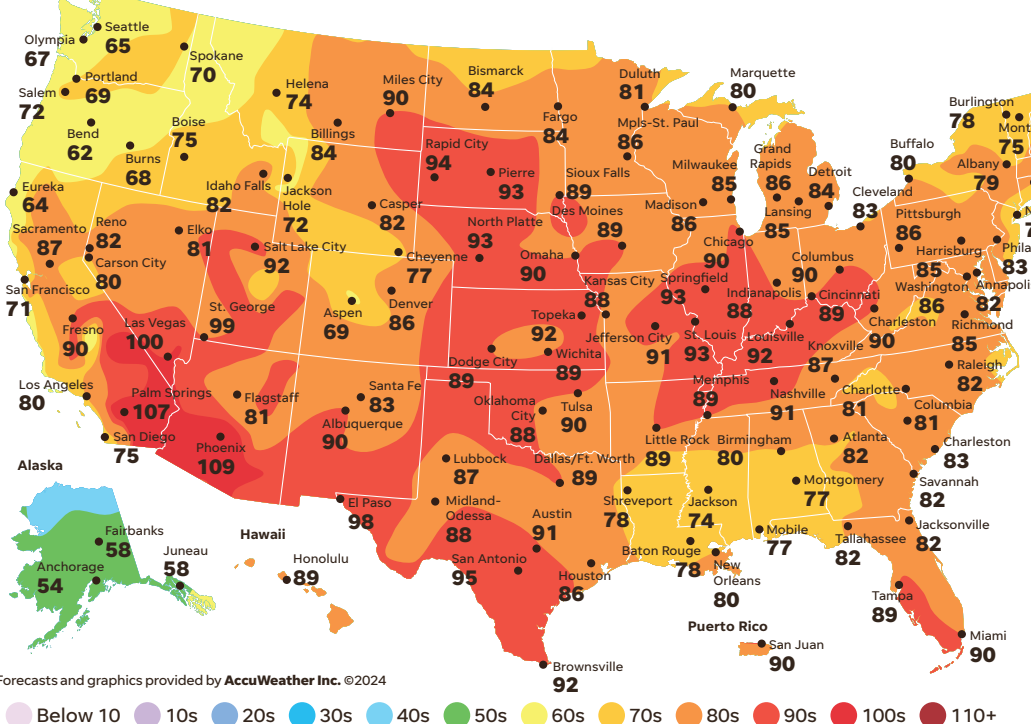 Seattle
65
Olympia
67
Spokane
70
Portland
69
Salem
72
Bend
62
Burns
68
Boise
75
Helena
74
Billings
84
Miles City
90
Bismarck
84
Fargo
84
Duluth
81
Mpls-St. Paul
86
Marquette
80
Burlington
78
Mont
75
Albany
79
Buffalo
80
Grand
Rapids
86
Detroit
84
Lansing
85
Milwaukee
85
Madison
86
Cleveland
83
Rapid City
94
Pierre
93
Sioux Falls
89
Idaho Falls
82
Jackson
Hole
72
Casper
82
Cheyenne
77
Eureka
64
Sacramento
87
Reno
82
Carson City
80
Elko
81
Salt Lake City
92
San Francisco
71
Fresno
90
Las Vegas
100
St. George
99
Aspen
69
Denver
86
North Platte
93
Omaha
90
Des Moines
89
Chicago
90
Kansas City
88
Topeka
92
Springfield
93
Indianapolis
88
Columbus
90
Cincinnati
89
Pittsburgh
86
Harrisburg
85
Phila
83
N
7
Washington
86
Annapoli
82
Richmond
85
Charleston
90
Louisville
92
St. Louis
93
Jefferson City
91
Dodge City
89
Wichita
89
Knoxville
87
Raleigh
82
Charlotte
81
Columbia
81
Charleston
83
Nashville
91
Memphis
89
Los Angeles
80
Palm Springs
107
San Diego
75
Phoenix
109
Flagstaff
81
Santa Fe
83
Albuquerque
90
Oklahoma
City
88
Tulsa
90
Little Rock
89
Birmingham
80
Atlanta
82
Savannah
82
Montgomery
77
Lubbock
87
Dallas/Ft. Worth
89
Shreveport
78
Jackson
74
Mobile
77
Tallahassee
82
Jacksonville
82
El Paso
98
Midland-
Odessa
88
Austin
91
San Antonio
95
Houston
86
Baton Rouge
78
New
Orleans
80
Tampa
89
Miami
90
Brownsville
92
Alaska
Fairbanks
58
Anchorage
54
Juneau
58
Hawaii
Honolulu
89
Puerto Rico
San Juan
90
Forecasts and graphics provided by AccuWeather Inc. ©2024
Below 10
10s
20s
30s
40s
50s
60s
70s
80s
90s
100s
110+